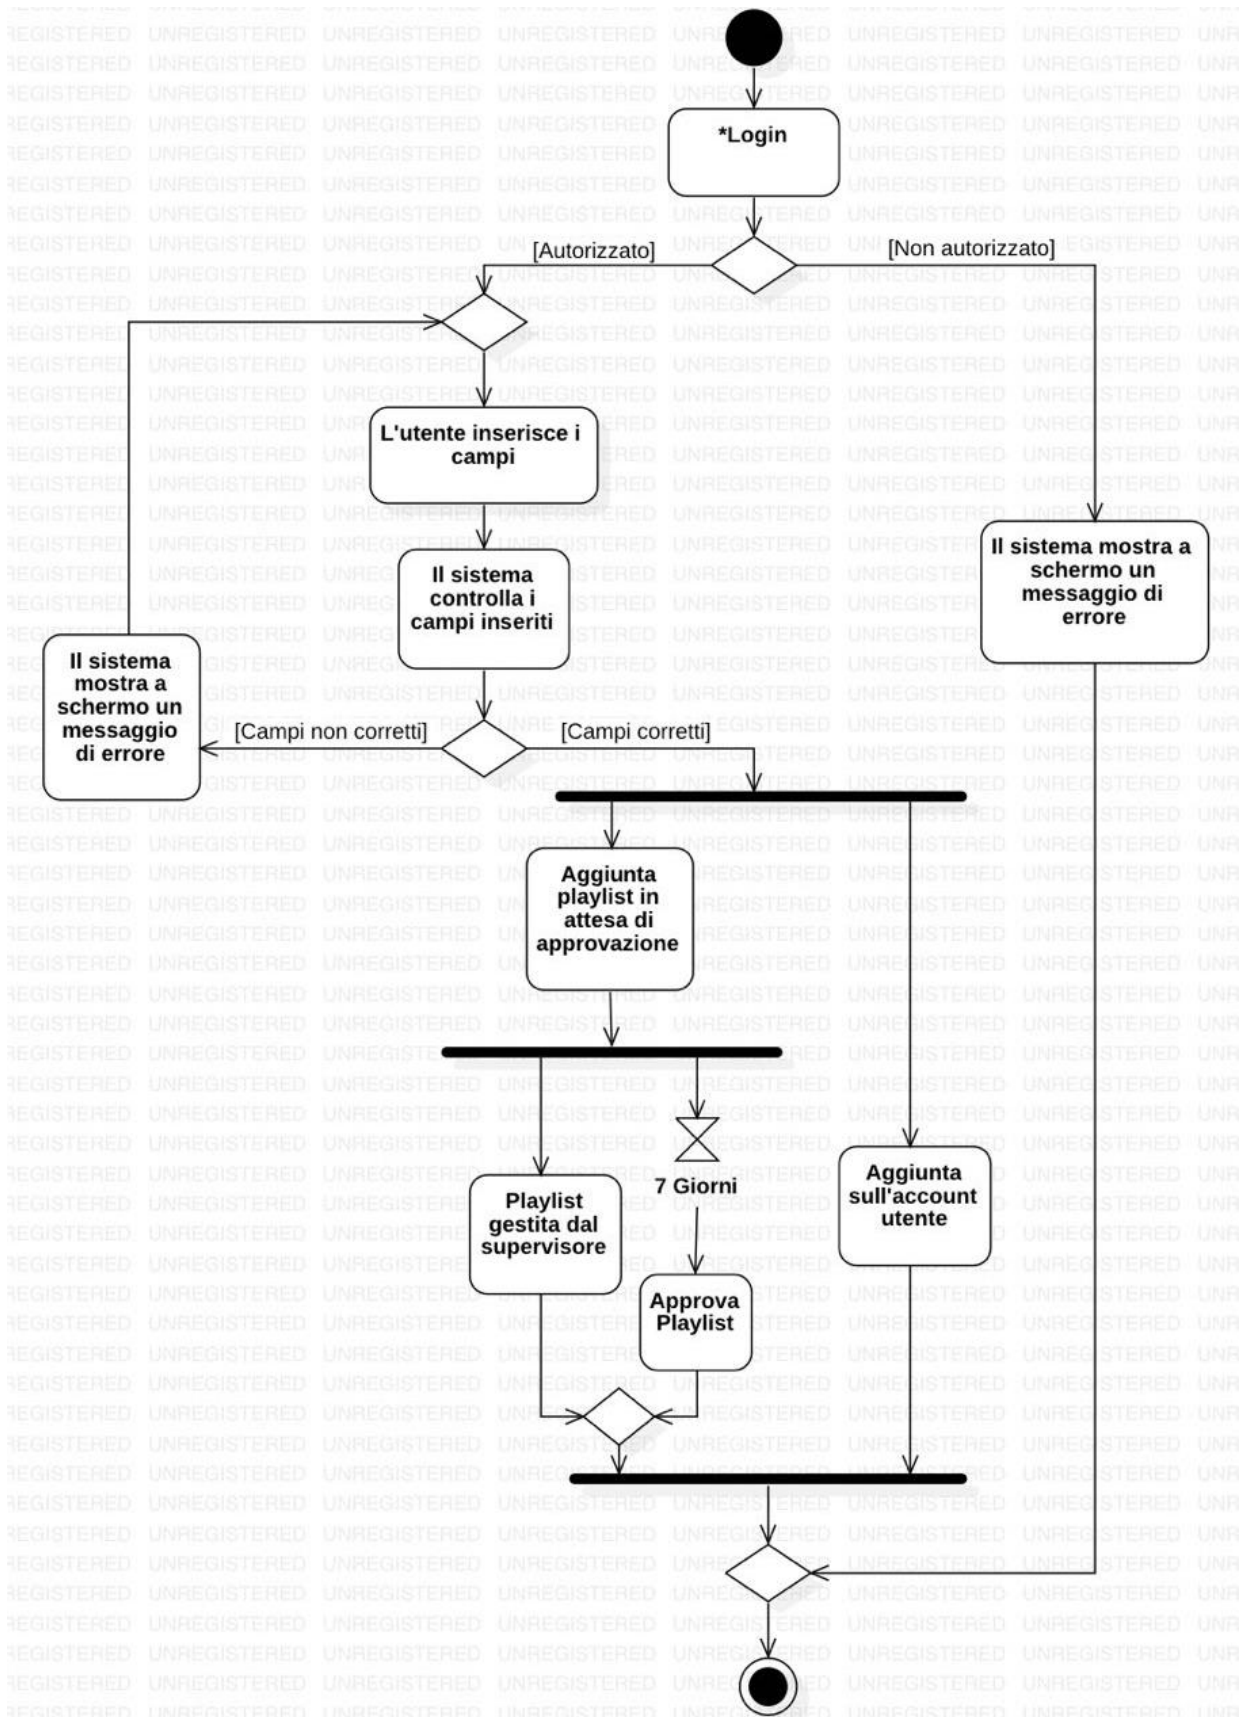 *Login
[Autorizzato]
[Non autorizzato]
L'utente inserisce i
campi
Il sistema
controlla i
campi inseriti
Il sistema mostra a
schermo un
messaggio di
errore
Il sistema
mostra a
schermo un
messaggio
di errore
[Campi non corretti]
[Campi corretti]
Aggiunta
playlist in
attesa di
approvazione
Playlist
gestita dal
supervisore
7 Giorni
Aggiunta
sull'account
utente
Approva
Playlist
UNREGISTERED